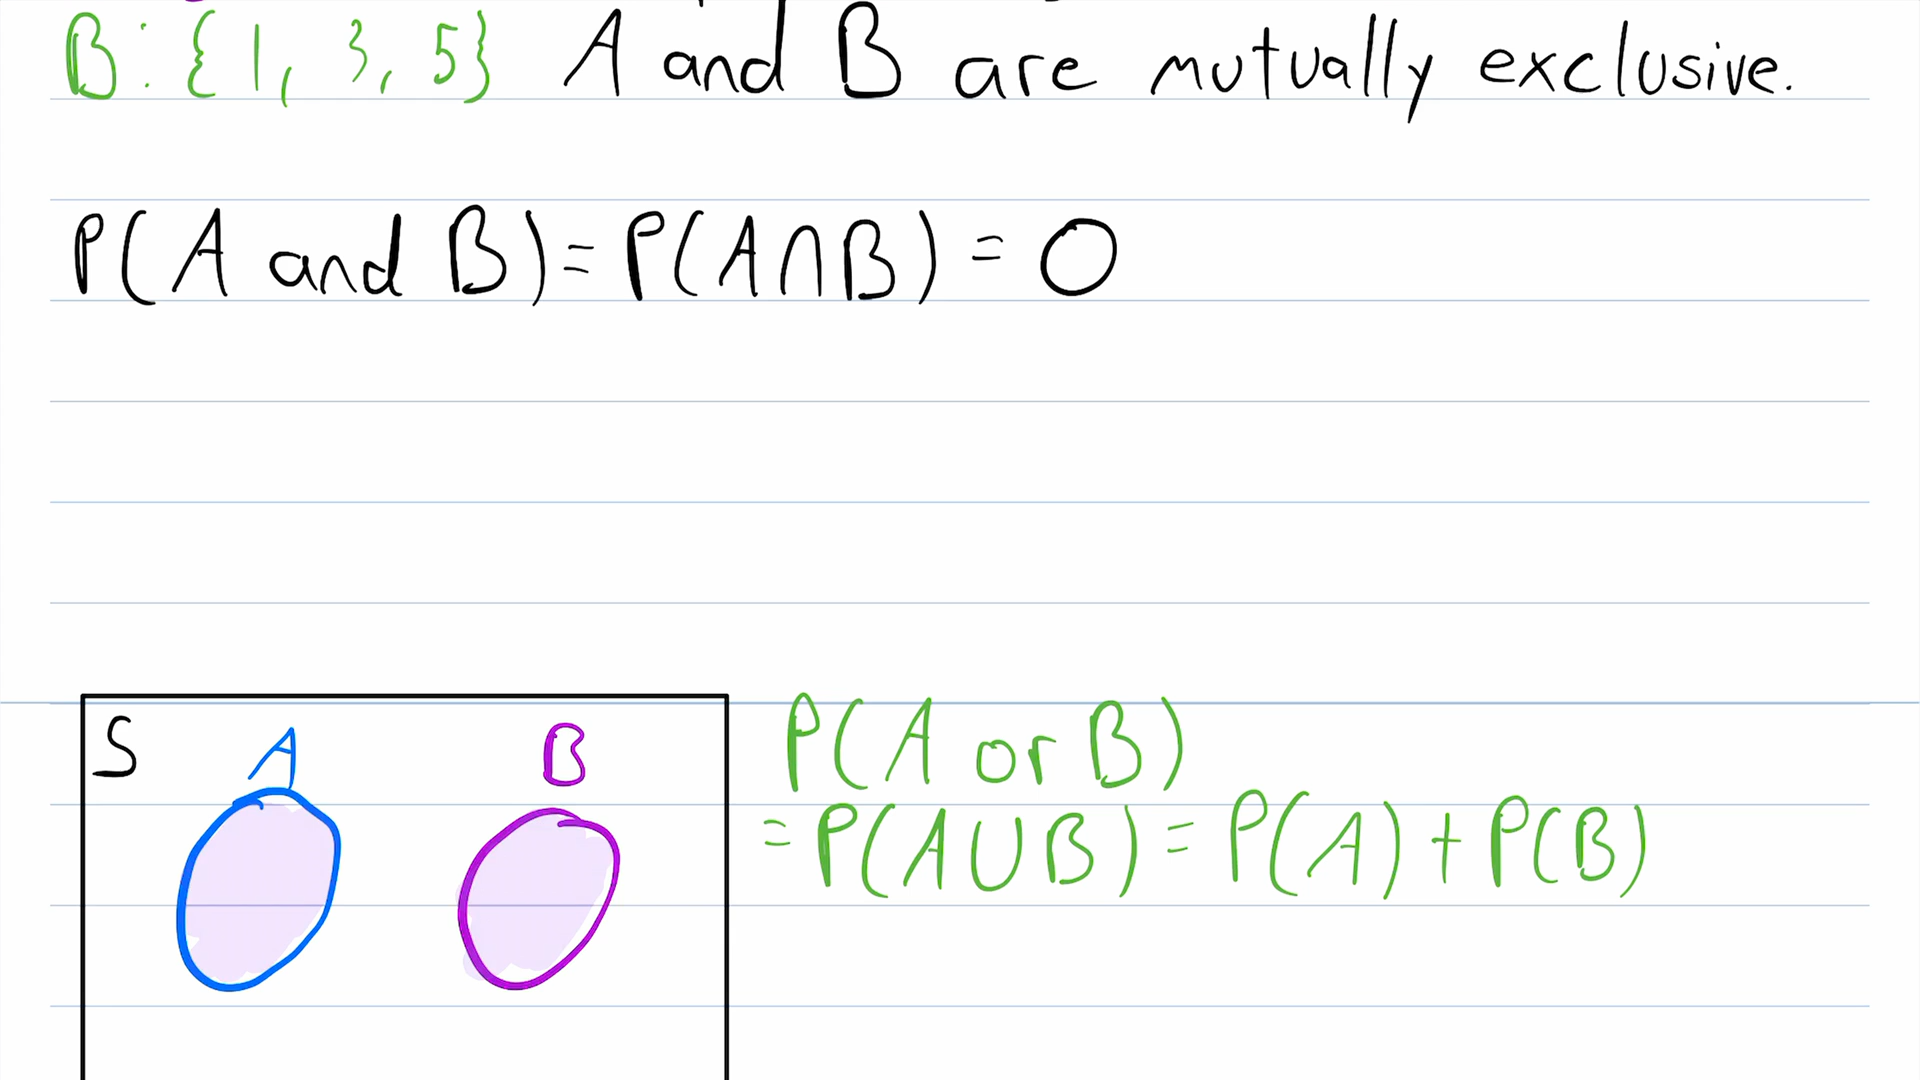 B: {1, 3, 5} A and B are mutually exclusive.
P(A and B) = P(A∩B) = 0
S A B
P(A or B)
= P(A∪B) = P(A) + P(B)